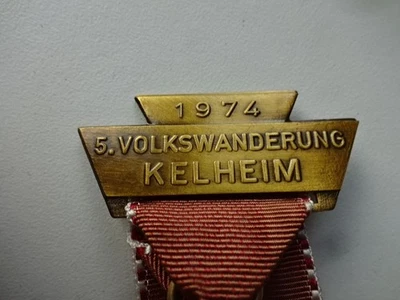 1974
5. VOLKSWANDERUNG
KELHEIM